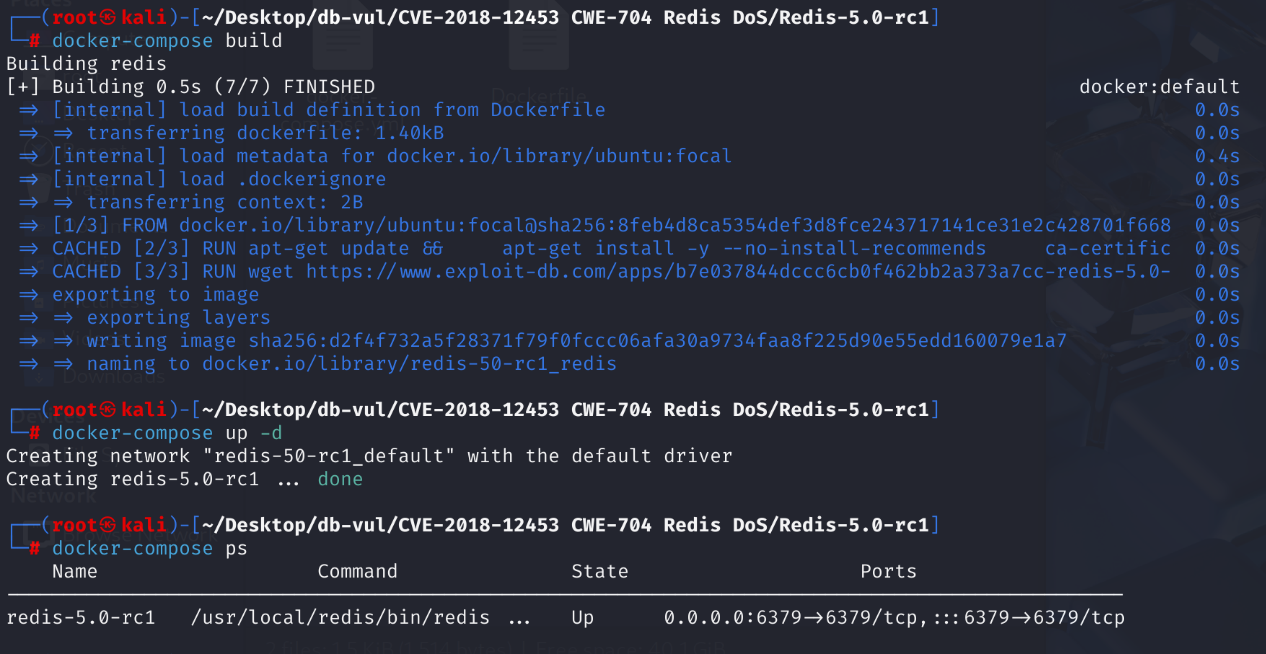 ┌──(root㉿kali)-[~/Desktop/db-vul/CVE-2018-12453 CWE-704 Redis DoS/Redis-5.0-rc1]
└─# docker-compose build
Building redis
[+] Building 0.5s (7/7) FINISHED docker:default
=> [internal] load build definition from Dockerfile 0.0s
=> => transferring dockerfile: 1.40kB 0.0s
=> [internal] load metadata for docker.io/library/ubuntu:focal 0.4s
=> [internal] load .dockerignore 0.0s
=> => transferring context: 2B 0.0s
=> [1/3] FROM docker.io/library/ubuntu:focal@sha256:8feb4d8ca5354def3d8fce243717141ce31e2c428701f668 0.0s
=> CACHED [2/3] RUN apt-get update && apt-get install -y --no-install-recommends ca-certific 0.0s
=> CACHED [3/3] RUN wget https://www.exploit-db.com/apps/b7e037844dccc6cb0f462bb2a373a7cc-redis-5.0- 0.0s
=> exporting to image 0.0s
=> => exporting layers 0.0s
=> => writing image sha256:d2f4f732a5f28371f79f0fccc06afa30a9734faa8f225d90e55edd160079e1a7 0.0s
=> => naming to docker.io/library/redis-50-rc1_redis 0.0s
┌──(root㉿kali)-[~/Desktop/db-vul/CVE-2018-12453 CWE-704 Redis DoS/Redis-5.0-rc1]
└─# docker-compose up -d
Creating network "redis-50-rc1_default" with the default driver
Creating redis-5.0-rc1 ... done
┌──(root㉿kali)-[~/Desktop/db-vul/CVE-2018-12453 CWE-704 Redis DoS/Redis-5.0-rc1]
└─# docker-compose ps
Name Command State Ports
redis-5.0-rc1 /usr/local/redis/bin/redis ... Up 0.0.0.0:6379->6379/tcp,:::6379->6379/tcp